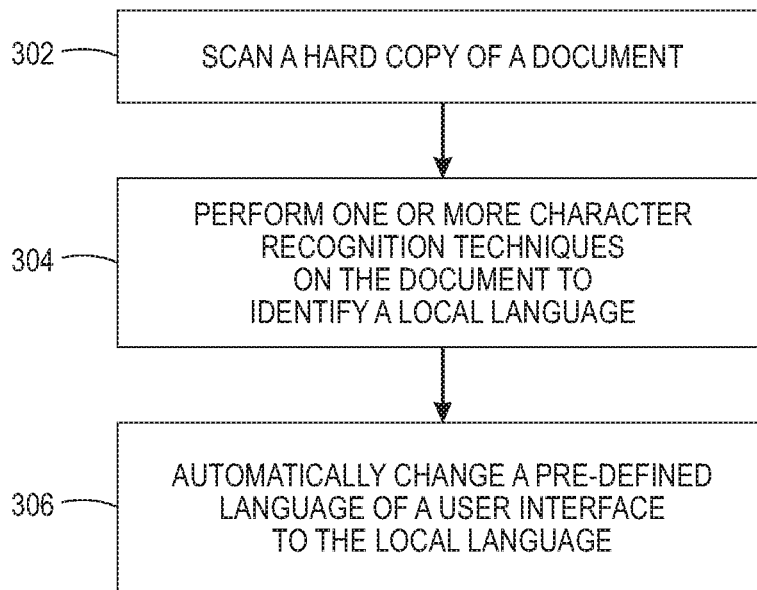 302
SCAN A HARD COPY OF A DOCUMENT
304
PERFORM ONE OR MORE CHARACTER
RECOGNITION TECHNIQUES
ON THE DOCUMENT TO
IDENTIFY A LOCAL LANGUAGE
306
AUTOMATICALLY CHANGE A PRE-DEFINED
LANGUAGE OF A USER INTERFACE
TO THE LOCAL LANGUAGE